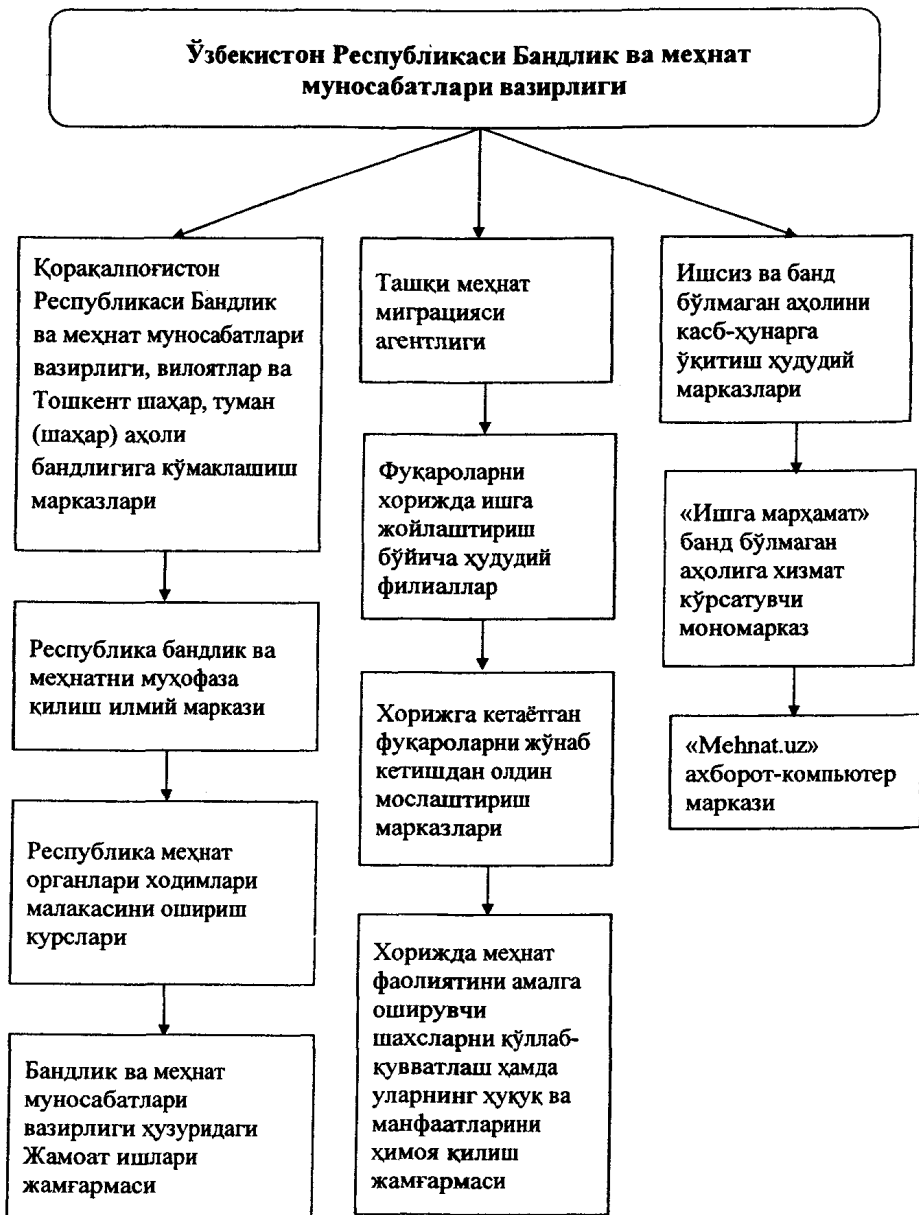 Ўзбекистон Республикаси Бандлик ва меҳнат
муносабатлари вазирлиги
Қорақалпоғистон
Республикаси Бандлик
ва меҳнат муносабатлари
вазирлиги, вилоятлар ва
Тошкент шаҳар, туман
(шаҳар) аҳоли
бандлигига кўмаклашиш
марказлари
Республика бандлик ва
меҳнатни муҳофаза
қилиш илмий маркази
Республика меҳнат
органлари ходимлари
малакасини ошириш
курслари
Бандлик ва меҳнат
муносабатлари
вазирлиги ҳузуридаги
Жамоат ишлари
жамғармаси
Ташқи меҳнат
миграцияси
агентлиги
Фуқароларни
хорижда ишга
жойлаштириш
бўйича ҳудудий
филиаллар
Хорижга кетаётган
фуқароларни жўнаб
кетишдан олдин
мослаштириш
марказлари
Хорижда меҳнат
фаолиятини амалга
оширувчи
шахсларни қўллаб-
қувватлаш ҳамда
уларнинг ҳуқуқ ва
манфаатларини
ҳимоя қилиш
жамғармаси
Ишсиз ва банд
бўлмаган аҳолини
касб-ҳунарга
ўқитиш ҳудудий
марказлари
«Ишга марҳамат»
банд бўлмаган
аҳолига хизмат
кўрсатувчи
мономарказ
«Mehnat.uz»
ахборот-компьютер
маркази